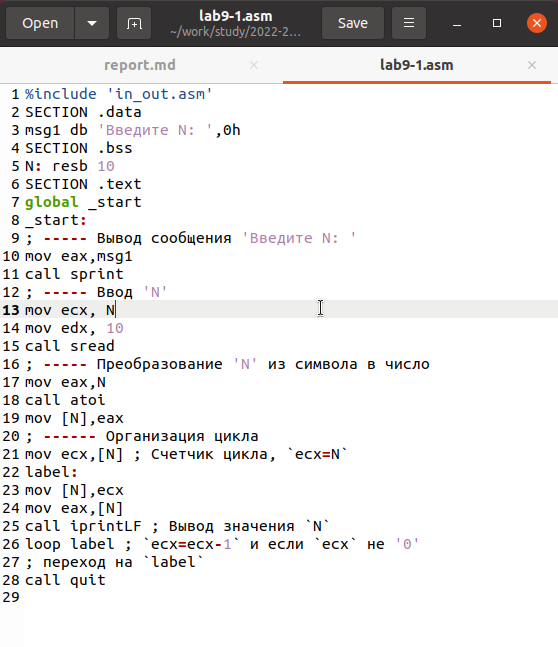 Open
lab9-1.asm
~/work/study/2022-2...
Save
report.md
lab9-1.asm
1 %include 'in_out.asm'
2 SECTION .data
3 msg1 db 'Введите N: ',0h
4 SECTION .bss
5 N: resb 10
6 SECTION .text
7 global _start
8 _start:
9 ; ----- Вывод сообщения 'Введите N: '
10 mov eax,msg1
11 call sprint
12 ; ----- Ввод 'N'
13 mov ecx, N
14 mov edx, 10
15 call sread
16 ; ----- Преобразование 'N' из символа в число
17 mov eax,N
18 call atoi
19 mov [N],eax
20 ; ------ Организация цикла
21 mov ecx,[N] ; Счетчик цикла, `ecx=N`
22 label:
23 mov [N],ecx
24 mov eax,[N]
25 call iprintLF ; Вывод значения `N`
26 loop label ; `ecx=ecx-1` и если `ecx` не '0'
27 ; переход на `label`
28 call quit
29